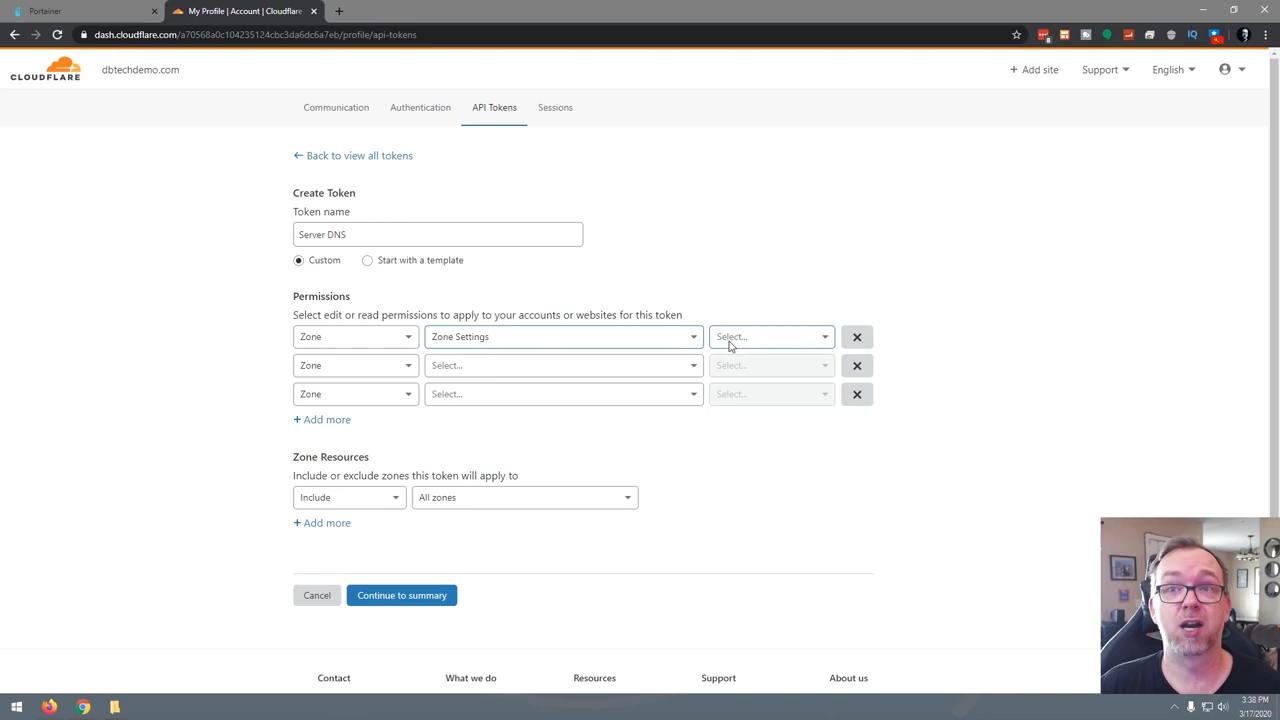 Portainer
My Profile | Account | Cloudflare
dash.cloudflare.com/a70568a0c104235124cbc3da6dc6a7eb/profile/api-tokens
CLOUDFLARE
dbtechdemo.com
+ Add site
Support
English
Communication
Authentication
API Tokens
Sessions
← Back to view all tokens
Create Token
Token name
Server DNS
Custom
Start with a template
Permissions
Select edit or read permissions to apply to your accounts or websites for this token
Zone
Zone Settings
Select...
Zone
Select...
Select...
Zone
Select...
Select...
+ Add more
Zone Resources
Include or exclude zones this token will apply to
Include
All zones
+ Add more
Cancel
Continue to summary
Contact
What we do
Resources
Support
About us
3:38 PM
3/17/2020